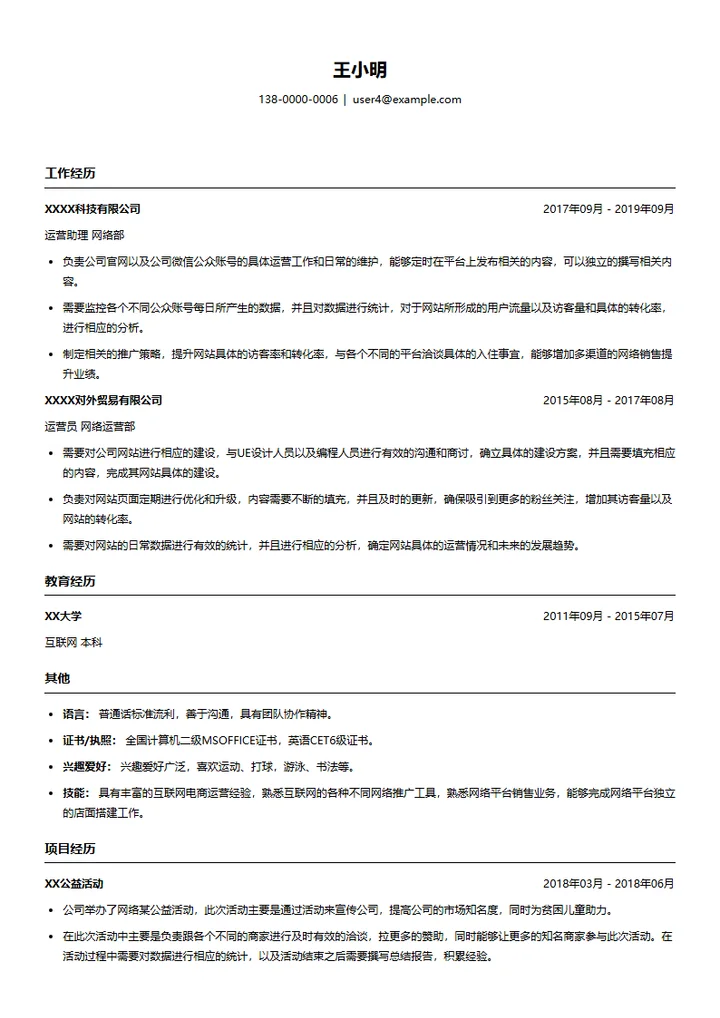 王小明
138-0000-0006 | user4@example.com
工作经历
XXXX科技有限公司 2017年09月 - 2019年09月
运营助理 网络部
• 负责公司官网以及公司微信公众账号的具体运营工作和日常的维护，能够定时在平台上发布相关的内容，可以独立的撰写相关内
容。
• 需要监控各个不同公众账号每日所产生的数据，并且对数据进行统计，对于网站所形成的用户流量以及访客量和具体的转化率，
进行相应的分析。
• 制定相关的推广策略，提升网站具体的访客率和转化率，与各个不同的平台洽谈具体的入住事宜，能够增加多渠道的网络销售提
升业绩。
XXXX对外贸易有限公司 2015年08月 - 2017年08月
运营员 网络运营部
• 需要对公司网站进行相应的建设，与UE设计人员以及编程人员进行有效的沟通和商讨，确立具体的建设方案，并且需要填充相应
的内容，完成其网站具体的建设。
• 负责对网站页面定期进行优化和升级，内容需要不断的填充，并且及时的更新，确保吸引到更多的粉丝关注，增加其访客量以及
网站的转化率。
• 需要对网站的日常数据进行有效的统计，并且进行相应的分析，确定网站具体的运营情况和未来的发展趋势。
教育经历
XX大学 2011年09月 - 2015年07月
互联网 本科
其他
• 语言： 普通话标准流利，善于沟通，具有团队协作精神。
• 证书/执照： 全国计算机二级MSOFFICE证书，英语CET6级证书。
• 兴趣爱好： 兴趣爱好广泛，喜欢运动、打球，游泳、书法等。
• 技能： 具有丰富的互联网电商运营经验，熟悉互联网的各种不同网络推广工具，熟悉网络平台销售业务，能够完成网络平台独立
的店面搭建工作。
项目经历
XX公益活动 2018年03月 - 2018年06月
• 公司举办了网络某公益活动，此次活动主要是通过活动来宣传公司，提高公司的市场知名度，同时为贫困儿童助力。
• 在此次活动中主要是负责跟各个不同的商家进行及时有效的洽谈，拉更多的赞助，同时能够让更多的知名商家参与此次活动。在
活动过程中需要对数据进行相应的统计，以及活动结束之后需要撰写总结报告，积累经验。